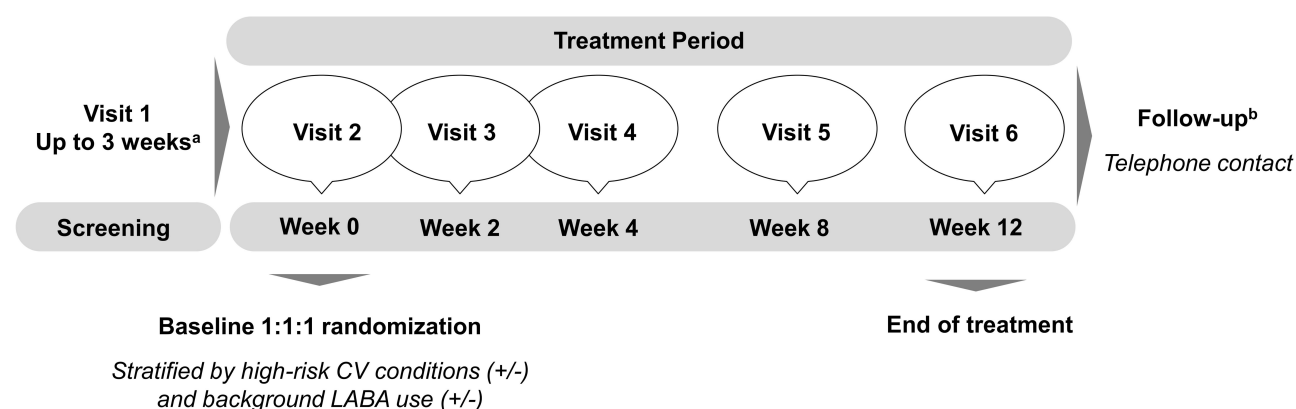 Treatment Period
Visit 1
Up to 3 weeksᵃ
Visit 2
Visit 3
Visit 4
Visit 5
Visit 6
Follow-upᵇ
Telephone contact
Screening
Week 0
Week 2
Week 4
Week 8
Week 12
Baseline 1:1:1 randomization
End of treatment
Stratified by high-risk CV conditions (+/-)
and background LABA use (+/-)